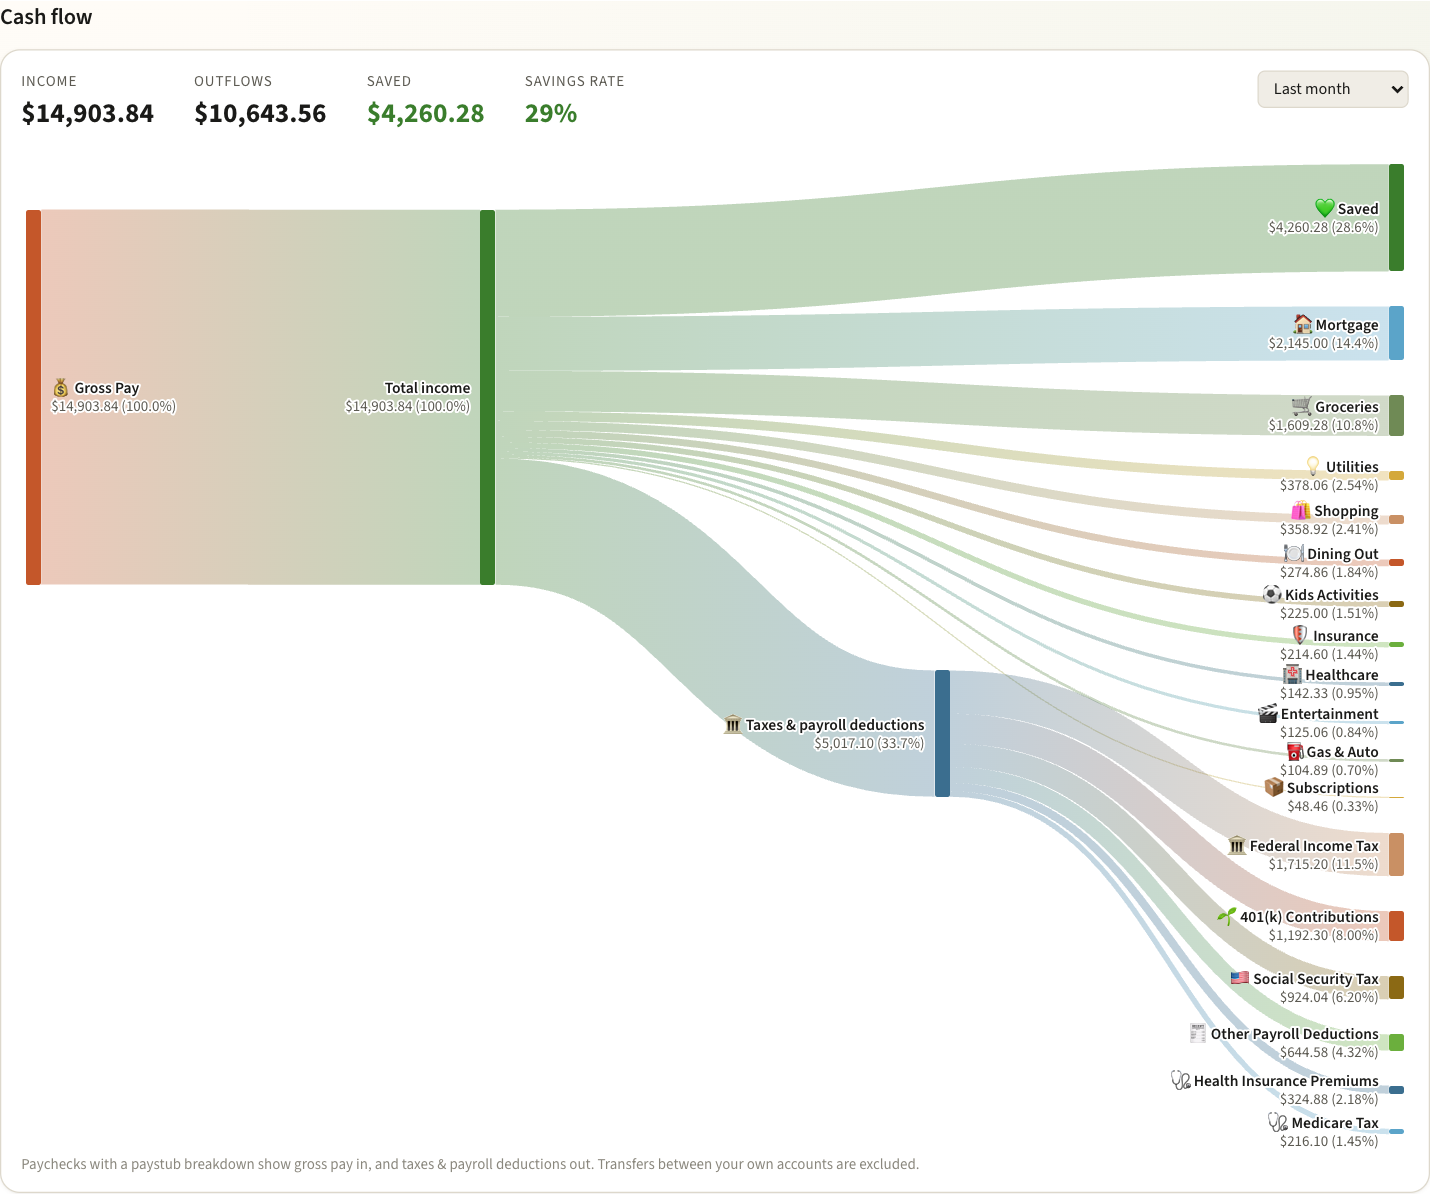 Cash flow
INCOME
$14,903.84
OUTFLOWS
$10,643.56
SAVED
$4,260.28
SAVINGS RATE
29%
Last month
Gross Pay
$14,903.84 (100.0%)
Total income
$14,903.84 (100.0%)
Taxes & payroll deductions
$5,017.10 (33.7%)
Saved
$4,260.28 (28.6%)
Mortgage
$2,145.00 (14.4%)
Groceries
$1,609.28 (10.8%)
Utilities
$378.06 (2.54%)
Shopping
$358.92 (2.41%)
Dining Out
$274.86 (1.84%)
Kids Activities
$225.00 (1.51%)
Insurance
$214.60 (1.44%)
Healthcare
$142.33 (0.95%)
Entertainment
$125.06 (0.84%)
Gas & Auto
$104.89 (0.70%)
Subscriptions
$48.46 (0.33%)
Federal Income Tax
$1,715.20 (11.5%)
401(k) Contributions
$1,192.30 (8.00%)
Social Security Tax
$924.04 (6.20%)
Other Payroll Deductions
$644.58 (4.32%)
Health Insurance Premiums
$324.88 (2.18%)
Medicare Tax
$216.10 (1.45%)
Paychecks with a paystub breakdown show gross pay in, and taxes & payroll deductions out. Transfers between your own accounts are excluded.